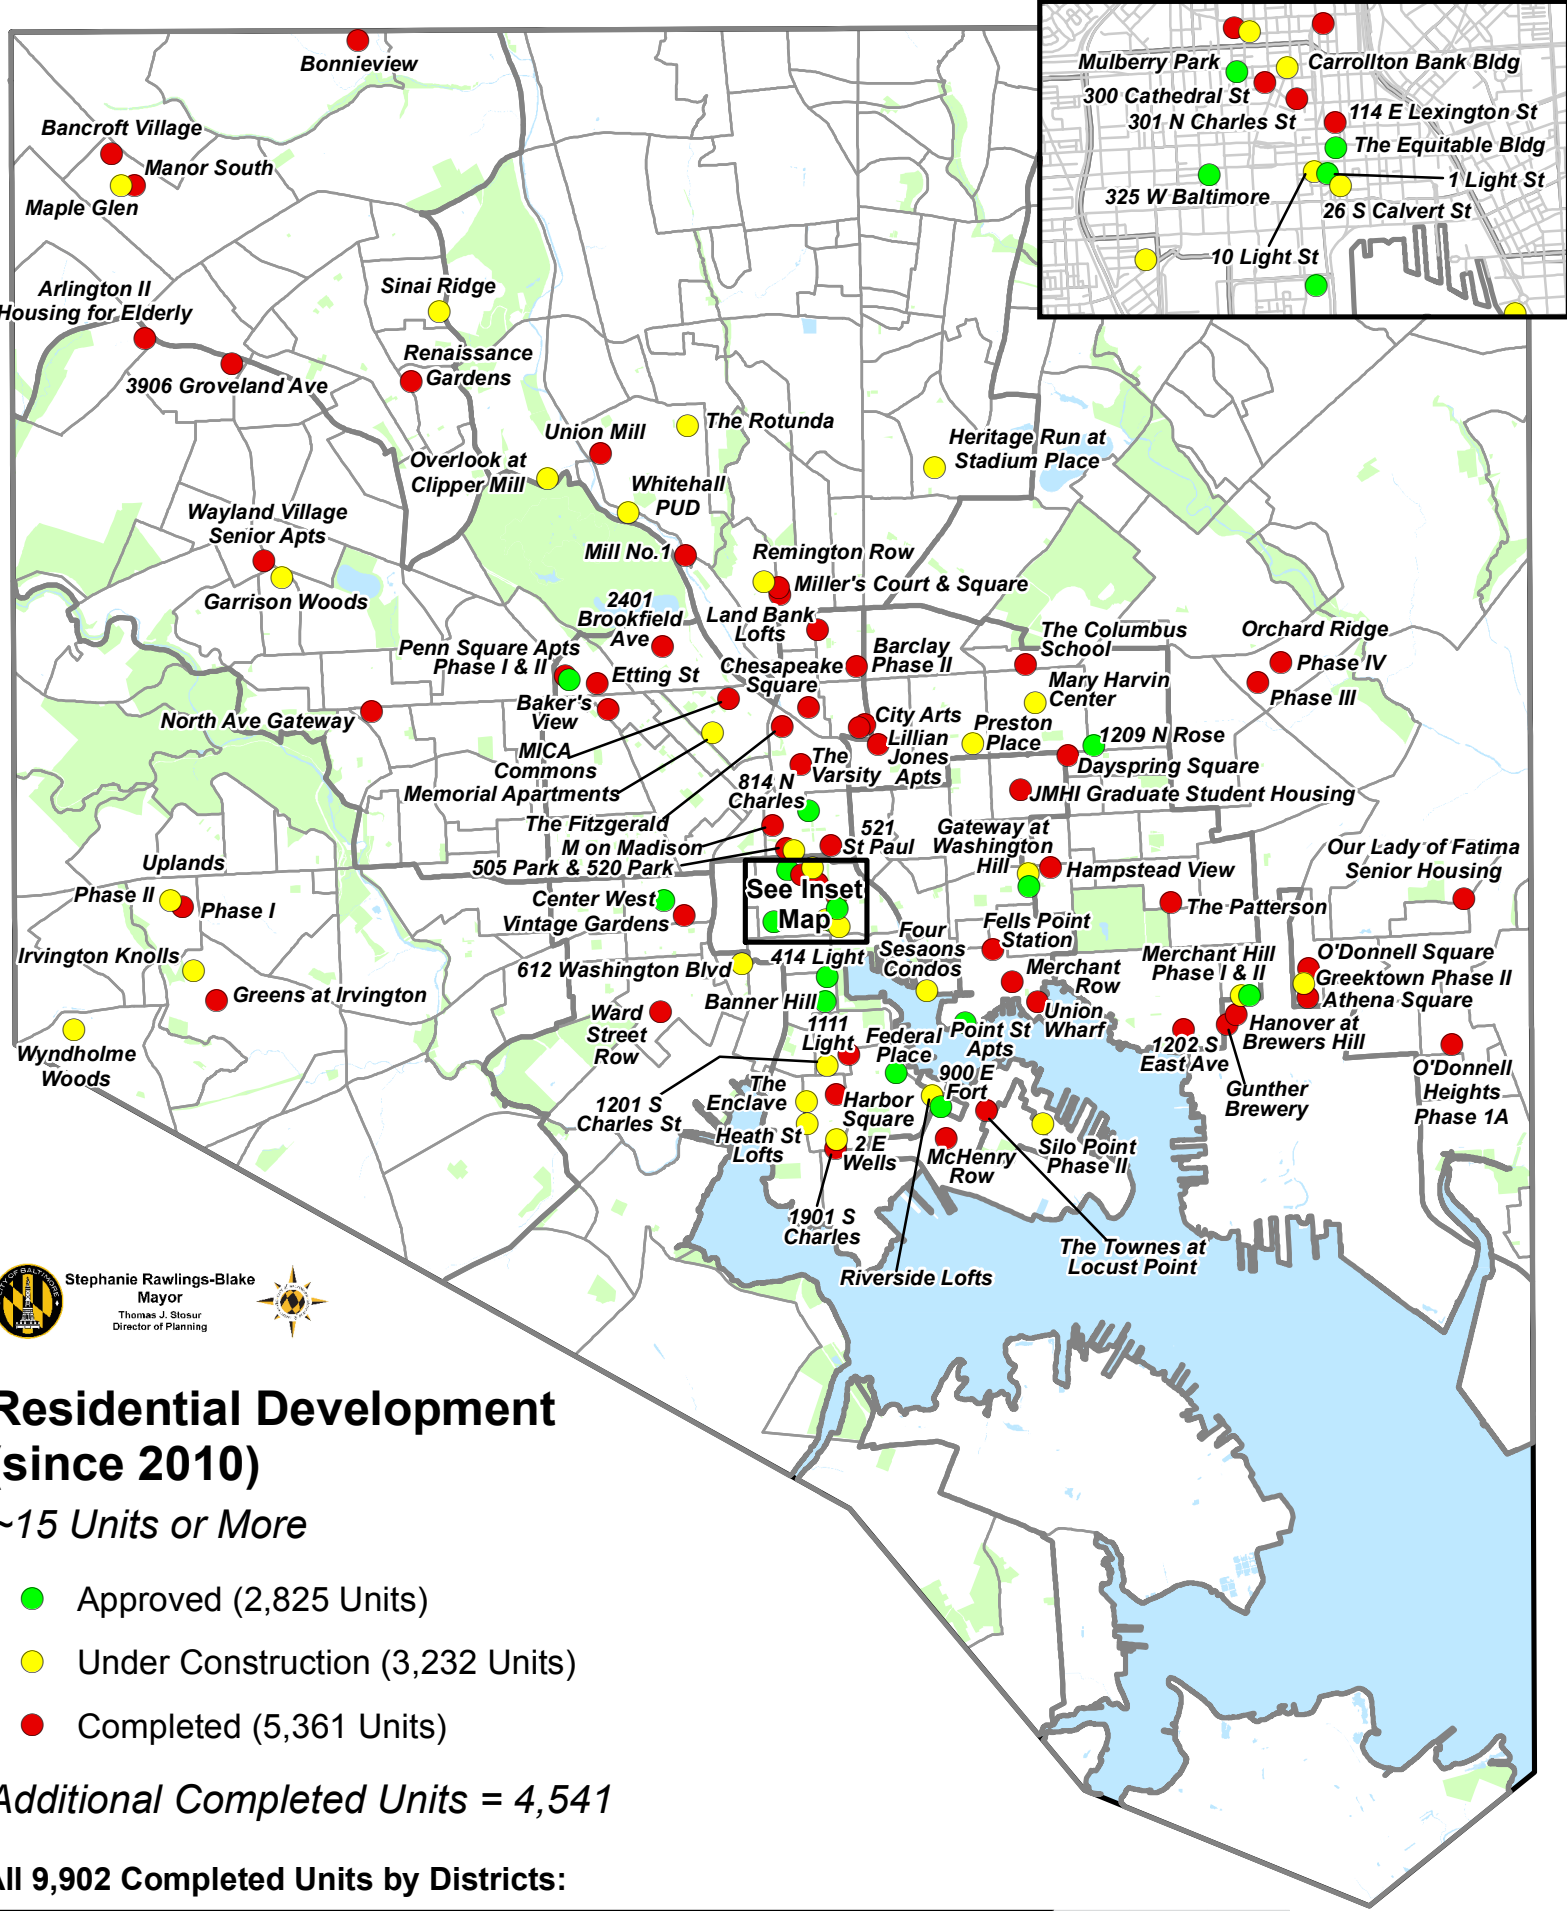 Bonnieview
Bancroft Village
Manor South
Maple Glen
Mulberry Park
Carrollton Bank Bldg
300 Cathedral St
301 N Charles St
114 E Lexington St
The Equitable Bldg
1 Light St
325 W Baltimore
26 S Calvert St
10 Light St
Arlington II
Housing for Elderly
3906 Groveland Ave
Sinai Ridge
Renaissance
Gardens
The Rotunda
Union Mill
Overlook at
Clipper Mill
Whitehall
PUD
Heritage Run at
Stadium Place
Wayland Village
Senior Apts
Garrison Woods
Mill No.1
Remington Row
Miller's Court & Square
2401
Brookfield
Ave
Land Bank
Lofts
Penn Square Apts
Phase I & II
Etting St
Chesapeake
Square
Barclay
Phase II
The Columbus
School
Mary Harvin
Center
Orchard Ridge
Phase IV
Phase III
North Ave Gateway
Baker's
View
MICA
Commons
Memorial Apartments
City Arts
Lillian
Jones
Apts
Preston
Place
1209 N Rose
Dayspring Square
The
Varsity
814 N
Charles
JMHI Graduate Student Housing
The Fitzgerald
M on Madison
505 Park & 520 Park
521
St Paul
Gateway at
Washington
Hill
Hampstead View
Our Lady of Fatima
Senior Housing
Uplands
Phase II
Phase I
Center West
Vintage Gardens
See Inset
Map
The Patterson
Irvington Knolls
Greens at Irvington
612 Washington Blvd
414 Light
Four
Sesaons
Condos
Fells Point
Station
Merchant
Row
Merchant Hill
Phase I & II
O'Donnell Square
Greektown Phase II
Athena Square
Banner Hill
Ward
Street
Row
1111
Light
Federal
Place
Point St
Apts
Union
Wharf
1202 S
East Ave
Hanover at
Brewers Hill
Wyndholme
Woods
1201 S
Charles St
The
Enclave
Heath St
Lofts
Harbor
Square
900 E
Fort
2 E
Wells
McHenry
Row
Silo Point
Phase II
Gunther
Brewery
O'Donnell
Heights
Phase 1A
1901 S
Charles
Riverside Lofts
The Townes at
Locust Point
CITY OF BALTIMORE
Stephanie Rawlings-Blake
Mayor
Thomas J. Stosur
Director of Planning
Residential Development
(since 2010)
~15 Units or More
Approved (2,825 Units)
Under Construction (3,232 Units)
Completed (5,361 Units)
Additional Completed Units = 4,541
All 9,902 Completed Units by Districts: